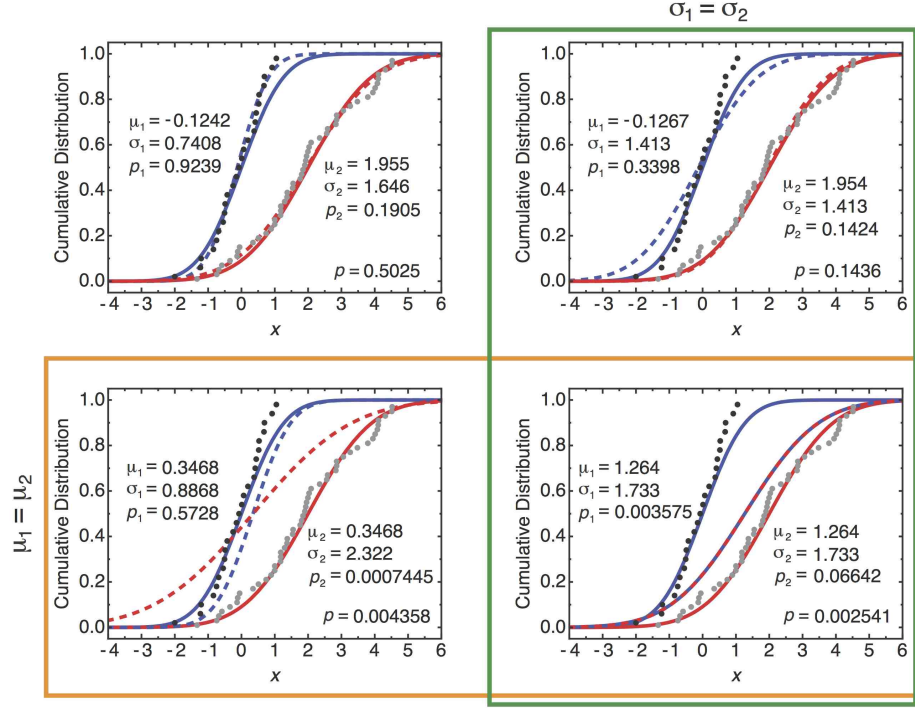 σ₁ = σ₂
Cumulative Distribution
1.0
0.8
0.6
0.4
0.2
0.0
μ₁ = -0.1242
σ₁ = 0.7408
p₁ = 0.9239
μ₂ = 1.955
σ₂ = 1.646
p₂ = 0.1905
p = 0.5025
-4 -3 -2 -1 0 1 2 3 4 5 6
x
Cumulative Distribution
1.0
0.8
0.6
0.4
0.2
0.0
μ₁ = -0.1267
σ₁ = 1.413
p₁ = 0.3398
μ₂ = 1.954
σ₂ = 1.413
p₂ = 0.1424
p = 0.1436
-4 -3 -2 -1 0 1 2 3 4 5 6
x
μ₁ = μ₂
Cumulative Distribution
1.0
0.8
0.6
0.4
0.2
0.0
μ₁ = 0.3468
σ₁ = 0.8868
p₁ = 0.5728
μ₂ = 0.3468
σ₂ = 2.322
p₂ = 0.0007445
p = 0.004358
-4 -3 -2 -1 0 1 2 3 4 5 6
x
Cumulative Distribution
1.0
0.8
0.6
0.4
0.2
0.0
μ₁ = 1.264
σ₁ = 1.733
p₁ = 0.003575
μ₂ = 1.264
σ₂ = 1.733
p₂ = 0.06642
p = 0.002541
-4 -3 -2 -1 0 1 2 3 4 5 6
x